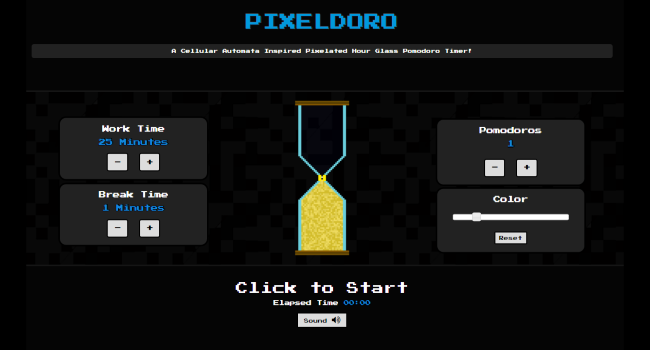 PIXELDORO
A Cellular Automata Inspired Pixelated Hour Glass Pomodoro Timer!
Work Time
25 Minutes
-
+
Break Time
1 Minutes
-
+
Pomodoros
1
-
+
Color
Reset
Click to Start
Elapsed Time 00:00
Sound